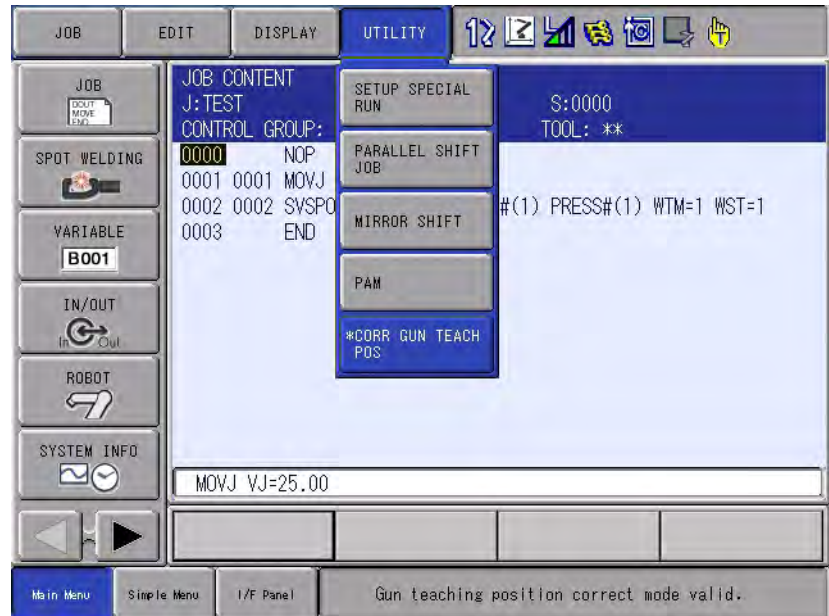 JOB
EDIT
DISPLAY
UTILITY
JOB
DOUT
MOVE
END
SPOT WELDING
VARIABLE
B001
IN/OUT
In Out
ROBOT
SYSTEM INFO
JOB CONTENT
J:TEST S:0000
CONTROL GROUP: TOOL: **
0000 NOP
0001 0001 MOVJ
0002 0002 SVSPO #(1) PRESS#(1) WTM=1 WST=1
0003 END
SETUP SPECIAL
RUN
PARALLEL SHIFT
JOB
MIRROR SHIFT
PAM
*CORR GUN TEACH
POS
MOVJ VJ=25.00
Main Menu
Simple Menu
I/F Panel
Gun teaching position correct mode valid.